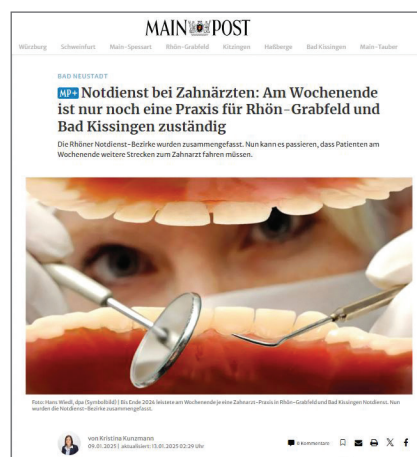 MAIN POST
Würzburg Schweinfurt Main-Spessart Rhön-Grabfeld Kitzingen Haßberge Bad Kissingen Main-Tauber
BAD NEUSTADT
MP+ Notdienst bei Zahnärzten: Am Wochenende
ist nur noch eine Praxis für Rhön-Grabfeld und
Bad Kissingen zuständig
Die Rhöner Notdienst-Bezirke wurden zusammengefasst. Nun kann es passieren, dass Patienten am
Wochenende weitere Strecken zum Zahnarzt fahren müssen.
Foto: Hans Wiedl, dpa (Symbolbild) | Bis Ende 2024 leistete am Wochenende je eine Zahnarzt-Praxis in Rhön-Grabfeld und Bad Kissingen Notdienst. Nun
wurden die Notdienst-Bezirke zusammengefasst.
von Kristina Kunzmann
09.01.2025 | aktualisiert: 15.01.2025 02:29 Uhr
0 Kommentare